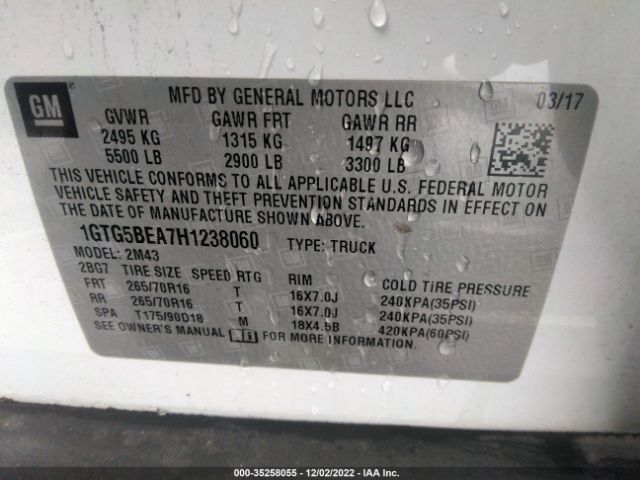 GM
MFD BY GENERAL MOTORS LLC 03/17
GVWR GAWR FRT GAWR RR
2495 KG 1315 KG 1497 KG
5500 LB 2900 LB 3300 LB
THIS VEHICLE CONFORMS TO ALL APPLICABLE U.S. FEDERAL MOTOR
VEHICLE SAFETY AND THEFT PREVENTION STANDARDS IN EFFECT ON
THE DATE OF MANUFACTURE SHOWN ABOVE.
1GTG5BEA7H1238060 TYPE: TRUCK
MODEL: 2M43
2BG7 TIRE SIZE SPEED RTG RIM COLD TIRE PRESSURE
FRT 265/70R16 T 16X7.0J 240KPA(35PSI)
RR 265/70R16 T 16X7.0J 240KPA(35PSI)
SPA T175/90D18 M 18X4.5B 420KPA(60PSI)
SEE OWNER'S MANUAL FOR MORE INFORMATION.
000-35258055 - 12/02/2022 - IAA Inc.